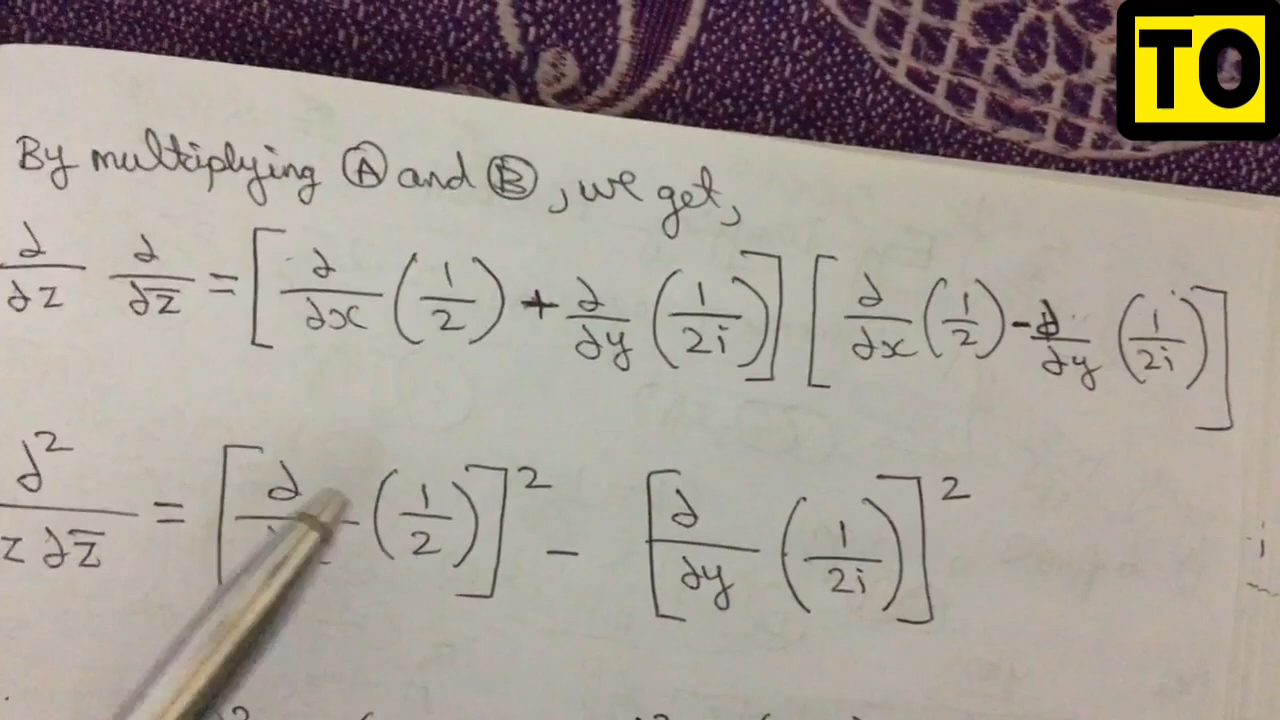 TO
By multiplying Ⓐ and Ⓑ, we get,
∂/∂z ∂/∂z̅ = [∂/∂x (1/2) + ∂/∂y (1/2i)] [∂/∂x (1/2) - ∂/∂y (1/2i)]
∂²/z ∂z̅ = [∂ (1/2)]² - [∂/∂y (1/2i)]²